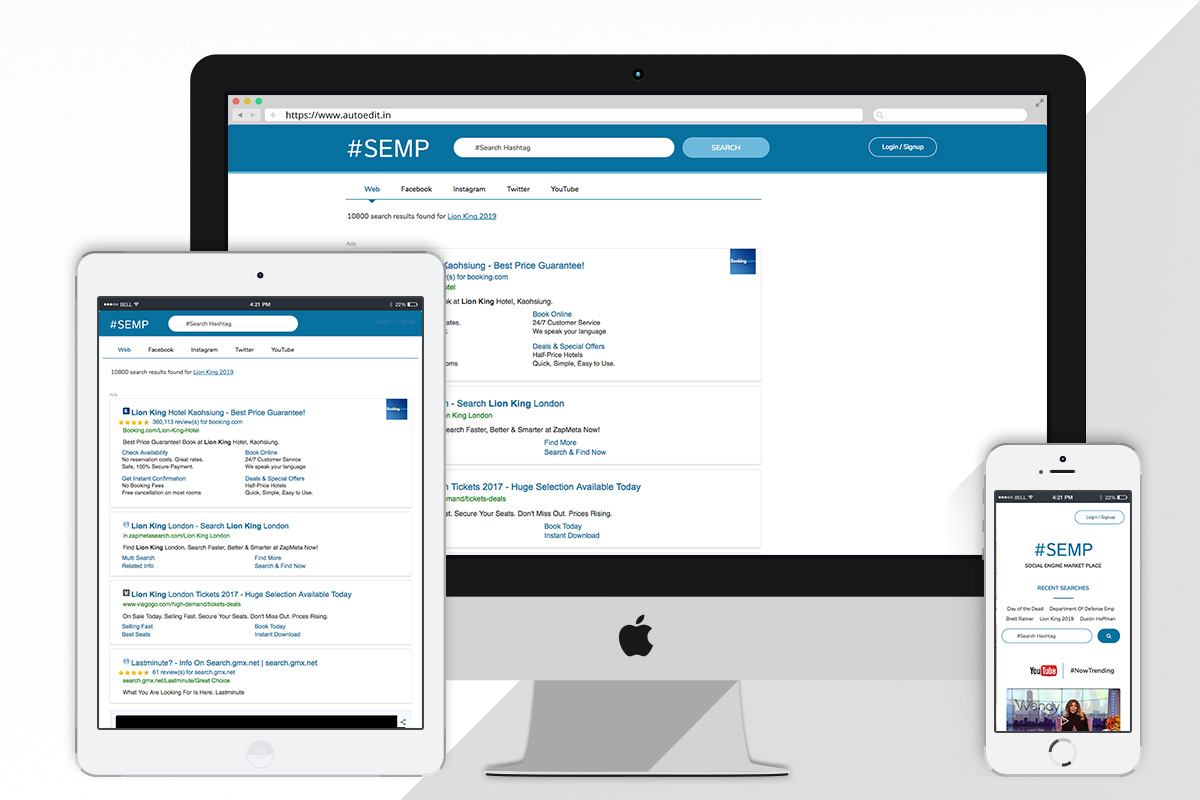 https://www.autoedit.in
#SEMP
#Search Hashtag
SEARCH
Login / Signup
Web Facebook Instagram Twitter YouTube
10800 search results found for Lion King 2019
Ads
Kaohsiung - Best Price Guarantee!
(s) for booking.com
otel
Booking.com
ok at Lion King Hotel, Kaohsiung.
Book Online
rates. 24/7 Customer Service
We speak your language
Deals & Special Offers
Half-Price Hotels
oms Quick, Simple, Easy to Use.
n - Search Lion King London
n King London
earch Faster, Better & Smarter at ZapMeta Now!
Find More
Search & Find Now
n Tickets 2017 - Huge Selection Available Today
mand/tickets-deals
st. Secure Your Seats. Don't Miss Out. Prices Rising.
Book Today
Instant Download
BELL 4:21 PM 22%
#SEMP
#Search Hashtag
Login / Signup
Web Facebook Instagram Twitter YouTube
10800 search results found for Lion King 2019
Ads
Lion King Hotel Kaohsiung - Best Price Guarantee!
360,113 review(s) for booking.com
Booking.com/Lion-King-Hotel
Booking.com
Best Price Guarantee! Book at Lion King Hotel, Kaohsiung.
Check Availability Book Online
No reservation costs. Great rates. 24/7 Customer Service
Safe, 100% Secure Payment. We speak your language
Get Instant Confirmation Deals & Special Offers
No Booking Fees Half-Price Hotels
Free cancellation on most rooms Quick, Simple, Easy to Use.
Lion King London - Search Lion King London
in.zapmetasearch.com/Lion King London
Find Lion King London. Search Faster, Better & Smarter at ZapMeta Now!
Multi Search Find More
Related Info Search & Find Now
V Lion King London Tickets 2017 - Huge Selection Available Today
www.viagogo.com/high-demand/tickets-deals
On Sale Today, Selling Fast. Secure Your Seats. Don't Miss Out. Prices Rising.
Selling Fast Book Today
Best Seats Instant Download
Lastminute? - Info On Search.gmx.net | search.gmx.net
61 review(s) for search.gmx.net
search.gmx.net/Lastminute/Great Choice
What You Are Looking For Is Here. Lastminute
BELL 4:21 PM 22%
Login / Signup
#SEMP
SOCIAL ENGINE MARKET PLACE
RECENT SEARCHES
Day of the Dead Department Of Defense Emp
Brett Ratner Lion King 2019 Dustin Hoffman
#Search Hashtag
YouTube #NowTrending
Wendy